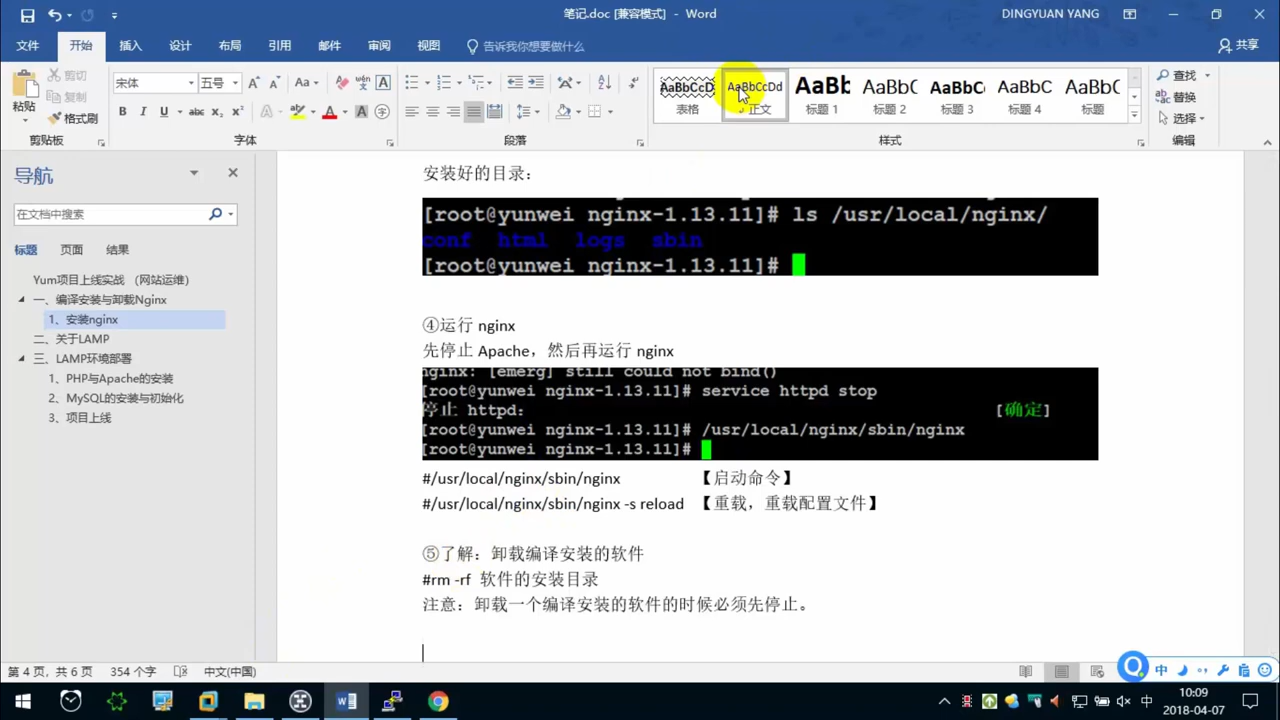 笔记.doc [兼容模式] - Word
DINGYUAN YANG
文件 开始 插入 设计 布局 引用 邮件 审阅 视图 告诉我你想要做什么 共享
粘贴 剪切 复制 格式刷
宋体 五号
表格 正文 标题 1 标题 2 标题 3 标题 4 标题
查找 替换 选择
剪贴板 字体 段落 样式 编辑
导航
在文档中搜索
标题 页面 结果
Yum项目上线实战 （网站运维）
一、编译安装与卸载Nginx
1、安装nginx
二、关于LAMP
三、LAMP环境部署
1、PHP与Apache的安装
2、MySQL的安装与初始化
3、项目上线
安装好的目录：
[root@yunwei nginx-1.13.11]# ls /usr/local/nginx/
conf html logs sbin
[root@yunwei nginx-1.13.11]#
④运行 nginx
先停止 Apache，然后再运行 nginx
nginx: [emerg] still could not bind()
[root@yunwei nginx-1.13.11]# service httpd stop
停止 httpd： [确定]
[root@yunwei nginx-1.13.11]# /usr/local/nginx/sbin/nginx
[root@yunwei nginx-1.13.11]#
#/usr/local/nginx/sbin/nginx 【启动命令】
#/usr/local/nginx/sbin/nginx -s reload 【重载，重载配置文件】
⑤了解：卸载编译安装的软件
#rm -rf 软件的安装目录
注意：卸载一个编译安装的软件的时候必须先停止。
第 4 页，共 6 页 354 个字 中文(中国)
中
中 10:09
2018-04-07